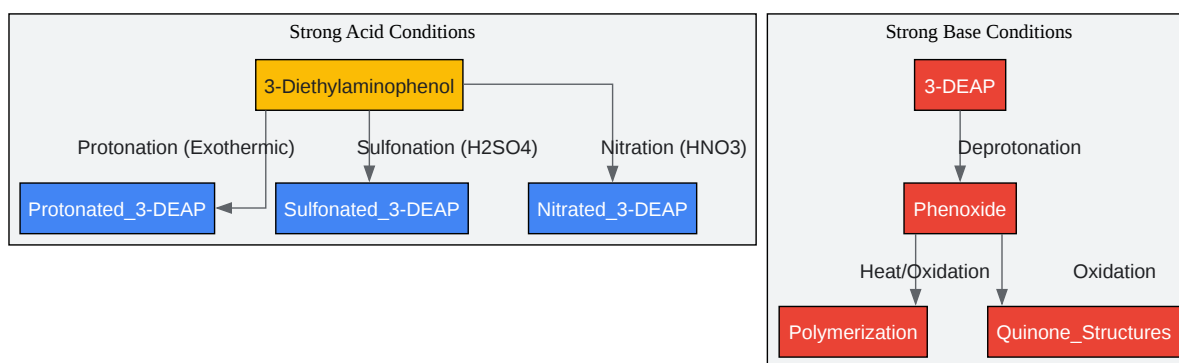 Strong Acid Conditions
3-Diethylaminophenol
Protonation (Exothermic)
Sulfonation (H2SO4)
Nitration (HNO3)
Protonated_3-DEAP
Sulfonated_3-DEAP
Nitrated_3-DEAP
Strong Base Conditions
3-DEAP
Deprotonation
Phenoxide
Heat/Oxidation
Oxidation
Polymerization
Quinone_Structures